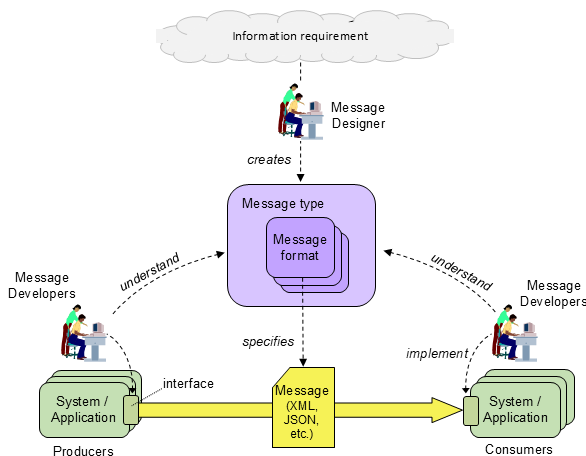 Information requirement
Message
Designer
creates
Message type
Message
format
understand
understand
Message
Developers
Message
Developers
specifies
implement
interface
System /
Application
Message
(XML,
JSON,
etc.)
System /
Application
Producers
Consumers